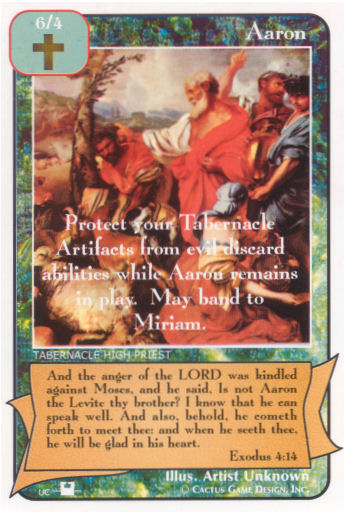 6/4
Aaron
Protect your Tabernacle
Artifacts from evil discard
abilities while Aaron remains
in play. May band to
Miriam.
TABERNACLE HIGH PRIEST
And the anger of the LORD was kindled
against Moses, and he said, Is not Aaron
the Levite thy brother? I know that he can
speak well. And also, behold, he cometh
forth to meet thee: and when he seeth thee,
he will be glad in his heart.
Exodus 4:14
Illus. Artist Unknown
UC
© CACTUS GAME DESIGN, INC.